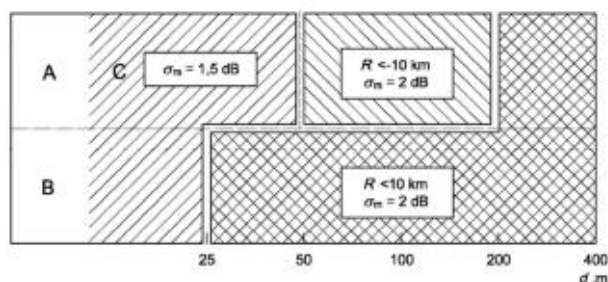 A
C
σm = 1,5 dB
R <-10 km
σm = 2 dB
B
R <10 km
σm = 2 dB
25 50 100 200 400
d, m